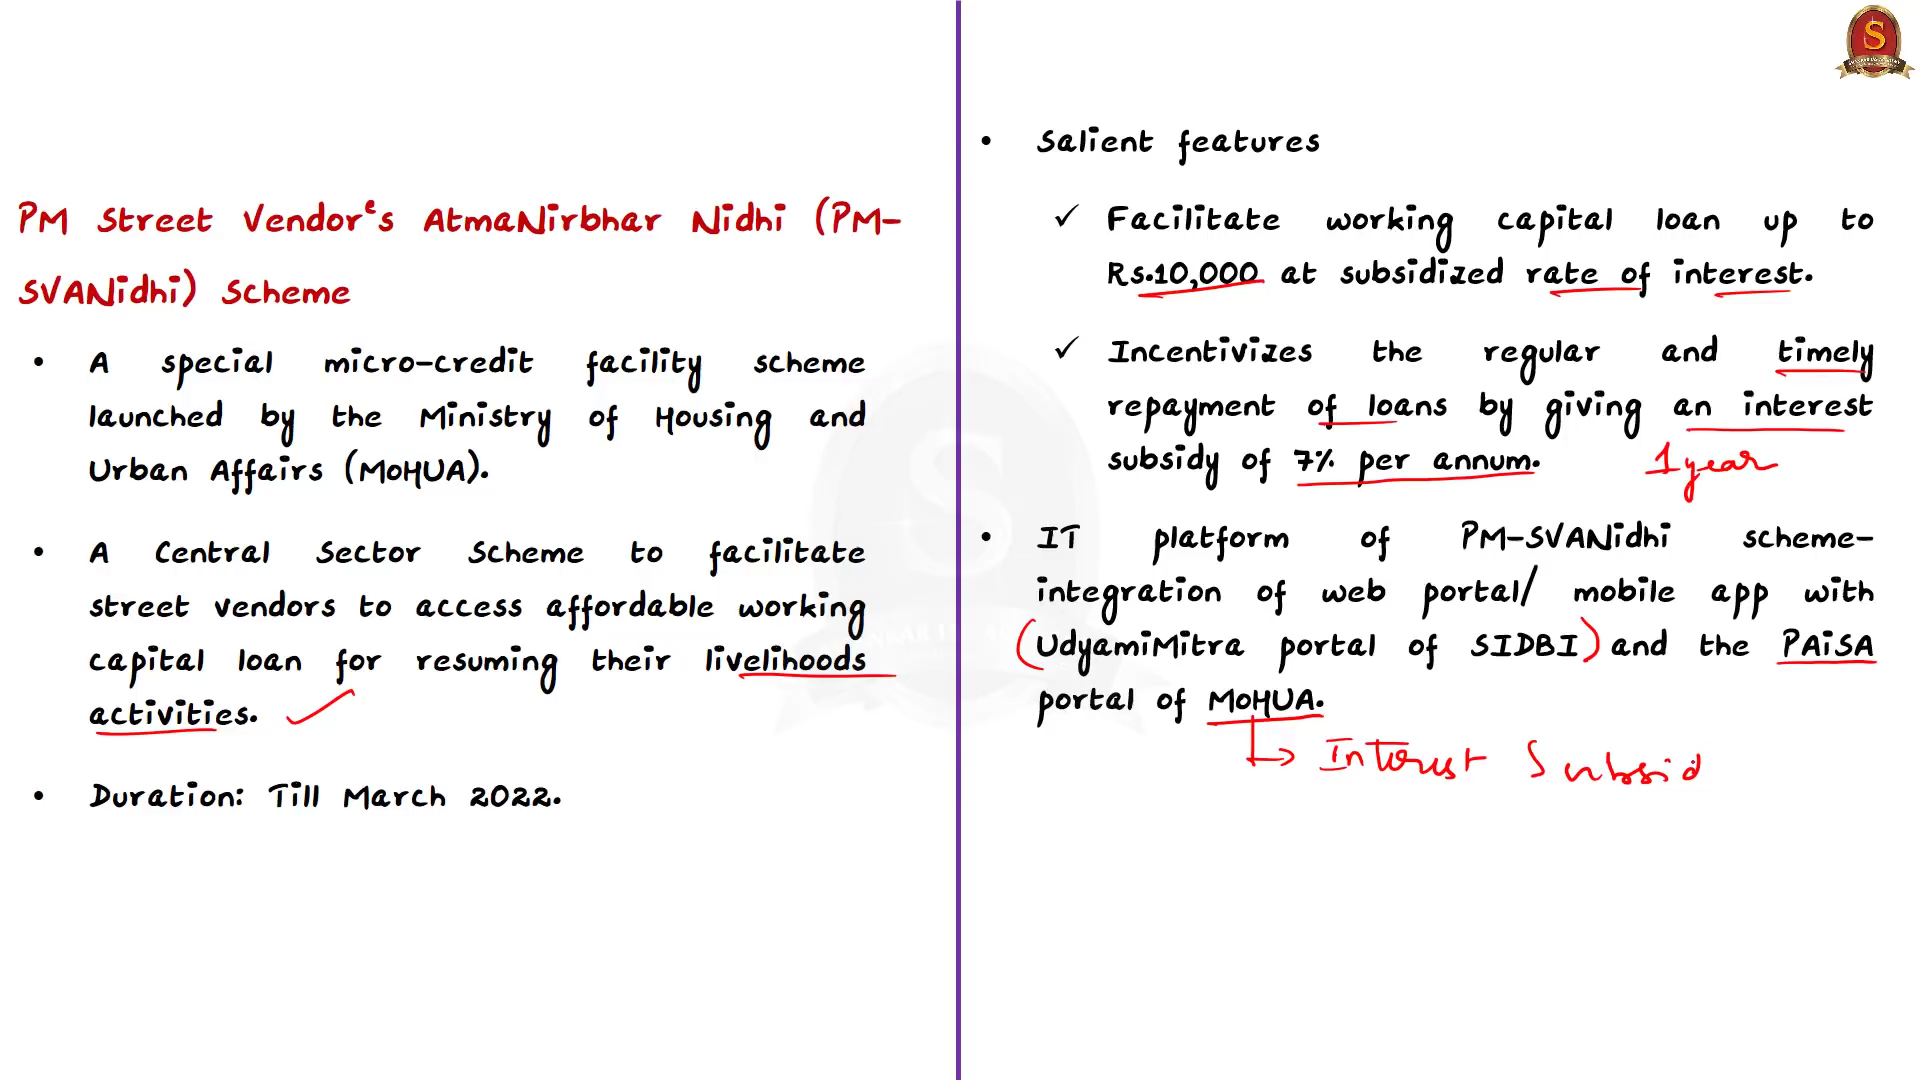 PM Street Vendor's AtmaNirbhar Nidhi (PM-
SVANidhi) Scheme
• A special micro-credit facility scheme
launched by the Ministry of Housing and
Urban Affairs (MoHUA).
• A Central Sector Scheme to facilitate
street vendors to access affordable working
capital loan for resuming their livelihoods
activities.
• Duration: Till March 2022.
S
• Salient features
✓ Facilitate working capital loan up to
Rs.10,000 at subsidized rate of interest.
✓ Incentivizes the regular and timely
repayment of loans by giving an interest
subsidy of 7% per annum. 1 year
• IT platform of PM-SVANidhi scheme-
integration of web portal/ mobile app with
(UdyamiMitra portal of SIDBI) and the PAiSA
portal of MoHUA.
Interest Subsid